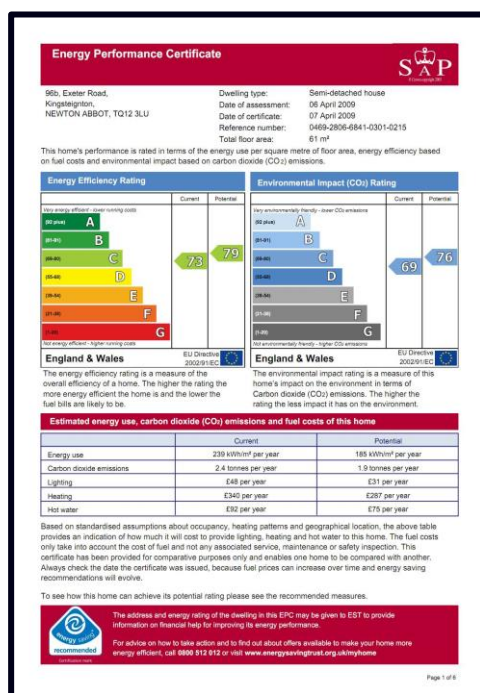 Energy Performance Certificate
SAP
96b, Exeter Road,
Kingsteignton,
NEWTON ABBOT, TQ12 3LU
Dwelling type: Semi-detached house
Date of assessment: 06 April 2009
Date of certificate: 07 April 2009
Reference number: 0469-2806-6841-0301-0215
Total floor area: 61 m²
This home's performance is rated in terms of the energy use per square metre of floor area, energy efficiency based
on fuel costs and environmental impact based on carbon dioxide (CO2) emissions.
Energy Efficiency Rating
Current Potential
Very energy efficient - lower running costs
(92 plus) A
(81-91) B
(69-80) C
(55-68) D
(39-54) E
(21-38) F
(1-20) G
73 79
Not energy efficient - higher running costs
England & Wales
EU Directive
2002/91/EC
Environmental Impact (CO2) Rating
Current Potential
Very environmentally friendly - lower CO2 emissions
(92 plus) A
(81-91) B
(69-80) C
(55-68) D
(39-54) E
(21-38) F
(1-20) G
69 76
Not environmentally friendly - higher CO2 emissions
England & Wales
EU Directive
2002/91/EC
The energy efficiency rating is a measure of the
overall efficiency of a home. The higher the rating the
more energy efficient the home is and the lower the
fuel bills are likely to be.
The environmental impact rating is a measure of this
home's impact on the environment in terms of
Carbon dioxide (CO2) emissions. The higher the
rating the less impact it has on the environment.
Estimated energy use, carbon dioxide (CO2) emissions and fuel costs of this home
Current Potential
Energy use 239 kWh/m² per year 185 kWh/m² per year
Carbon dioxide emissions 2.4 tonnes per year 1.9 tonnes per year
Lighting £48 per year £31 per year
Heating £340 per year £287 per year
Hot water £92 per year £75 per year
Based on standardised assumptions about occupancy, heating patterns and geographical location, the above table
provides an indication of how much it will cost to provide lighting, heating and hot water to this home. The fuel costs
only take into account the cost of fuel and not any associated service, maintenance or safety inspection. This
certificate has been provided for comparative purposes only and enables one home to be compared with another.
Always check the date the certificate was issued, because fuel prices can increase over time and energy saving
recommendations will evolve.
To see how this home can achieve its potential rating please see the recommended measures.
energy saving
recommended
Certification mark
The address and energy rating of the dwelling in this EPC may be given to EST to provide
information on financial help for improving its energy performance.
For advice on how to take action and to find out about offers available to make your home more
energy efficient, call 0800 512 012 or visit www.energysavingtrust.org.uk/myhome
Page 1 of 6